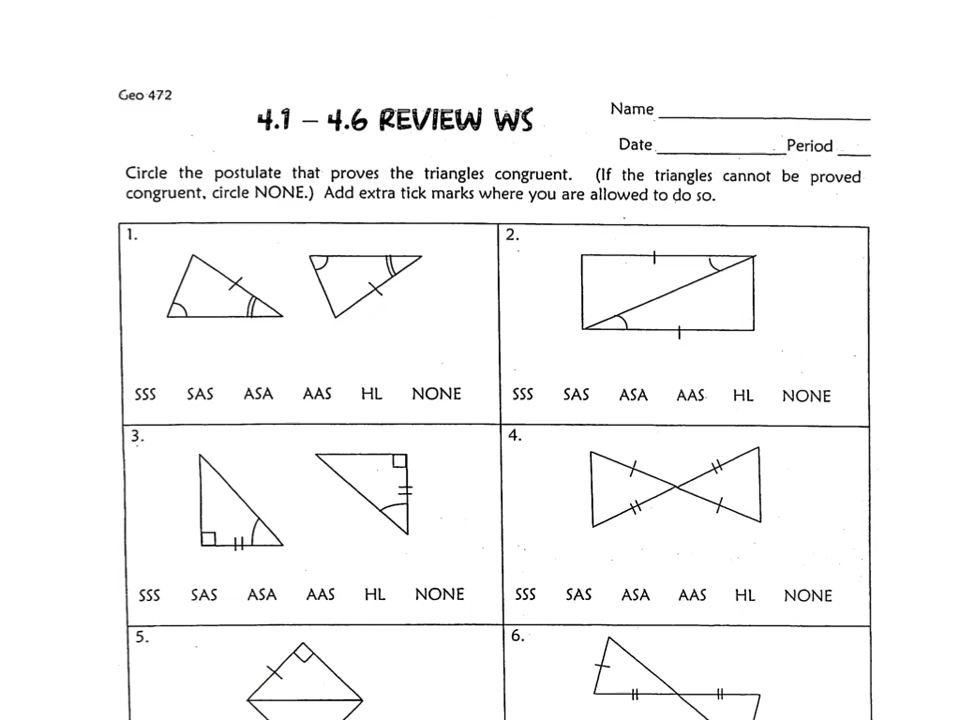 Geo 472
4.1 – 4.6 REVIEW WS
Name
Date Period
Circle the postulate that proves the triangles congruent. (If the triangles cannot be proved
congruent, circle NONE.) Add extra tick marks where you are allowed to do so.
1.
SSS SAS ASA AAS HL NONE
2.
SSS SAS ASA AAS HL NONE
3.
SSS SAS ASA AAS HL NONE
4.
SSS SAS ASA AAS HL NONE
5.
6.